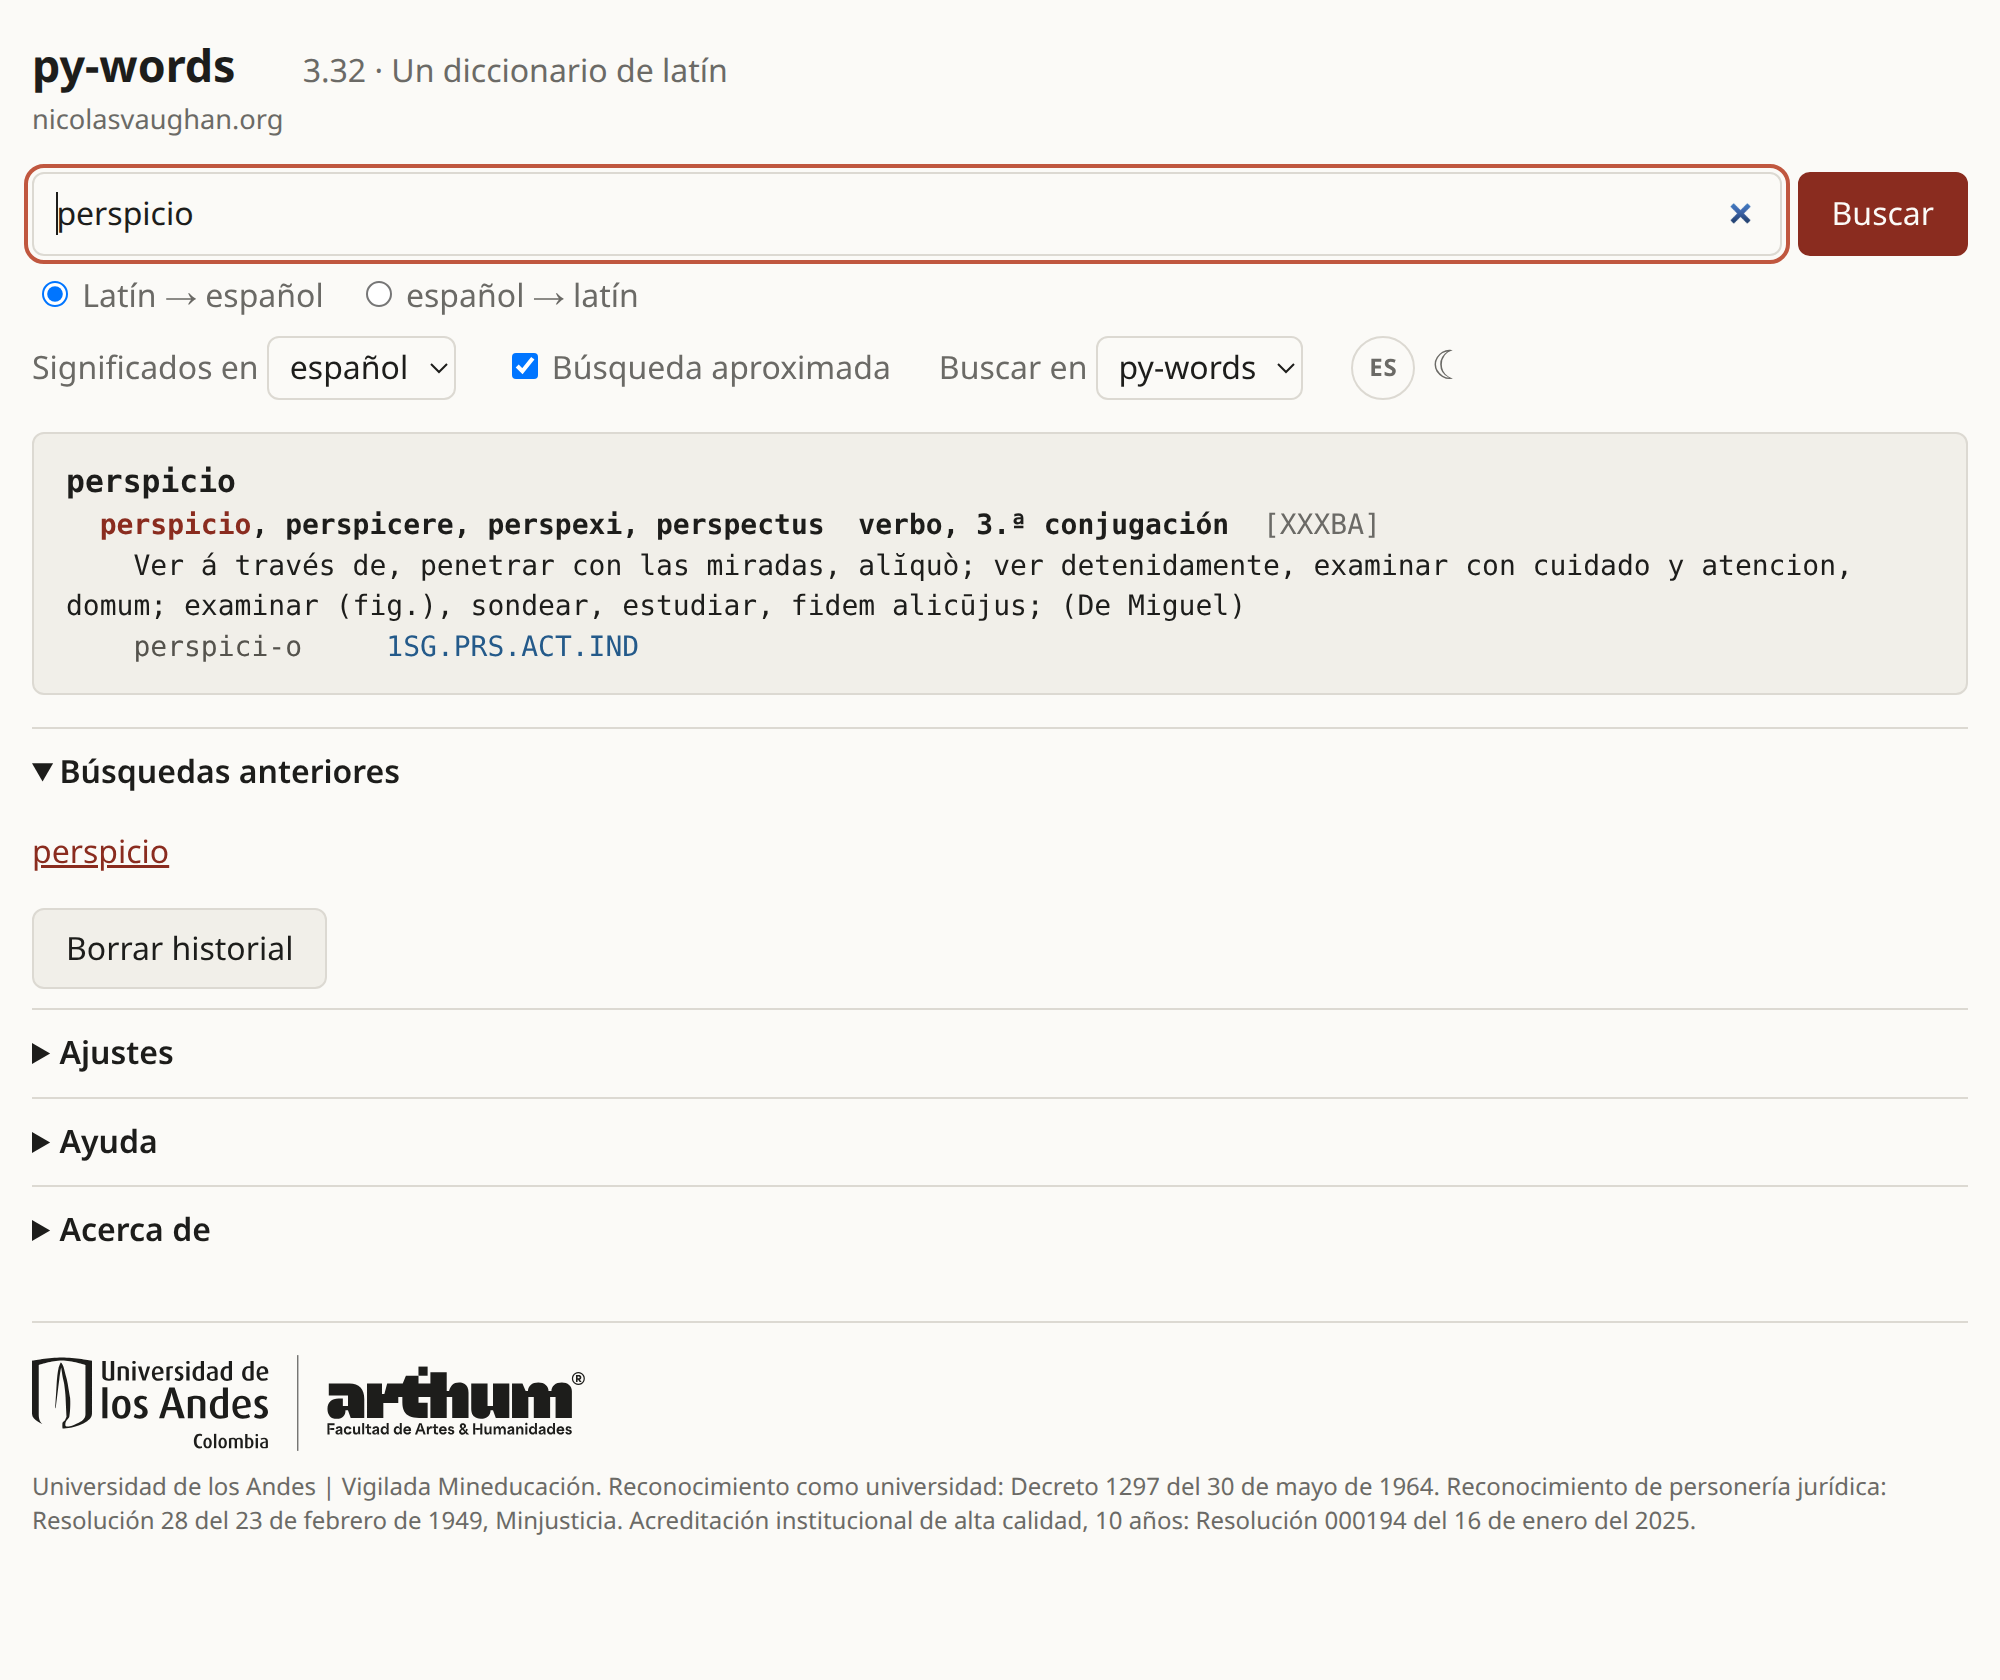 py-words 3.32 · Un diccionario de latín
nicolasvaughan.org
perspicio × Buscar
Latín → español español → latín
Significados en español Búsqueda aproximada Buscar en py-words ES ☾
perspicio
perspicio, perspicere, perspexi, perspectus verbo, 3.ª conjugación [XXXBA]
Ver á través de, penetrar con las miradas, alĭquò; ver detenidamente, examinar con cuidado y atencion,
domum; examinar (fig.), sondear, estudiar, fidem alicūjus; (De Miguel)
perspici-o 1SG.PRS.ACT.IND
▼ Búsquedas anteriores
perspicio
Borrar historial
▶ Ajustes
▶ Ayuda
▶ Acerca de
Universidad de
los Andes
Colombia
arthum®
Facultad de Artes & Humanidades
Universidad de los Andes | Vigilada Mineducación. Reconocimiento como universidad: Decreto 1297 del 30 de mayo de 1964. Reconocimiento de personería jurídica:
Resolución 28 del 23 de febrero de 1949, Minjusticia. Acreditación institucional de alta calidad, 10 años: Resolución 000194 del 16 de enero del 2025.